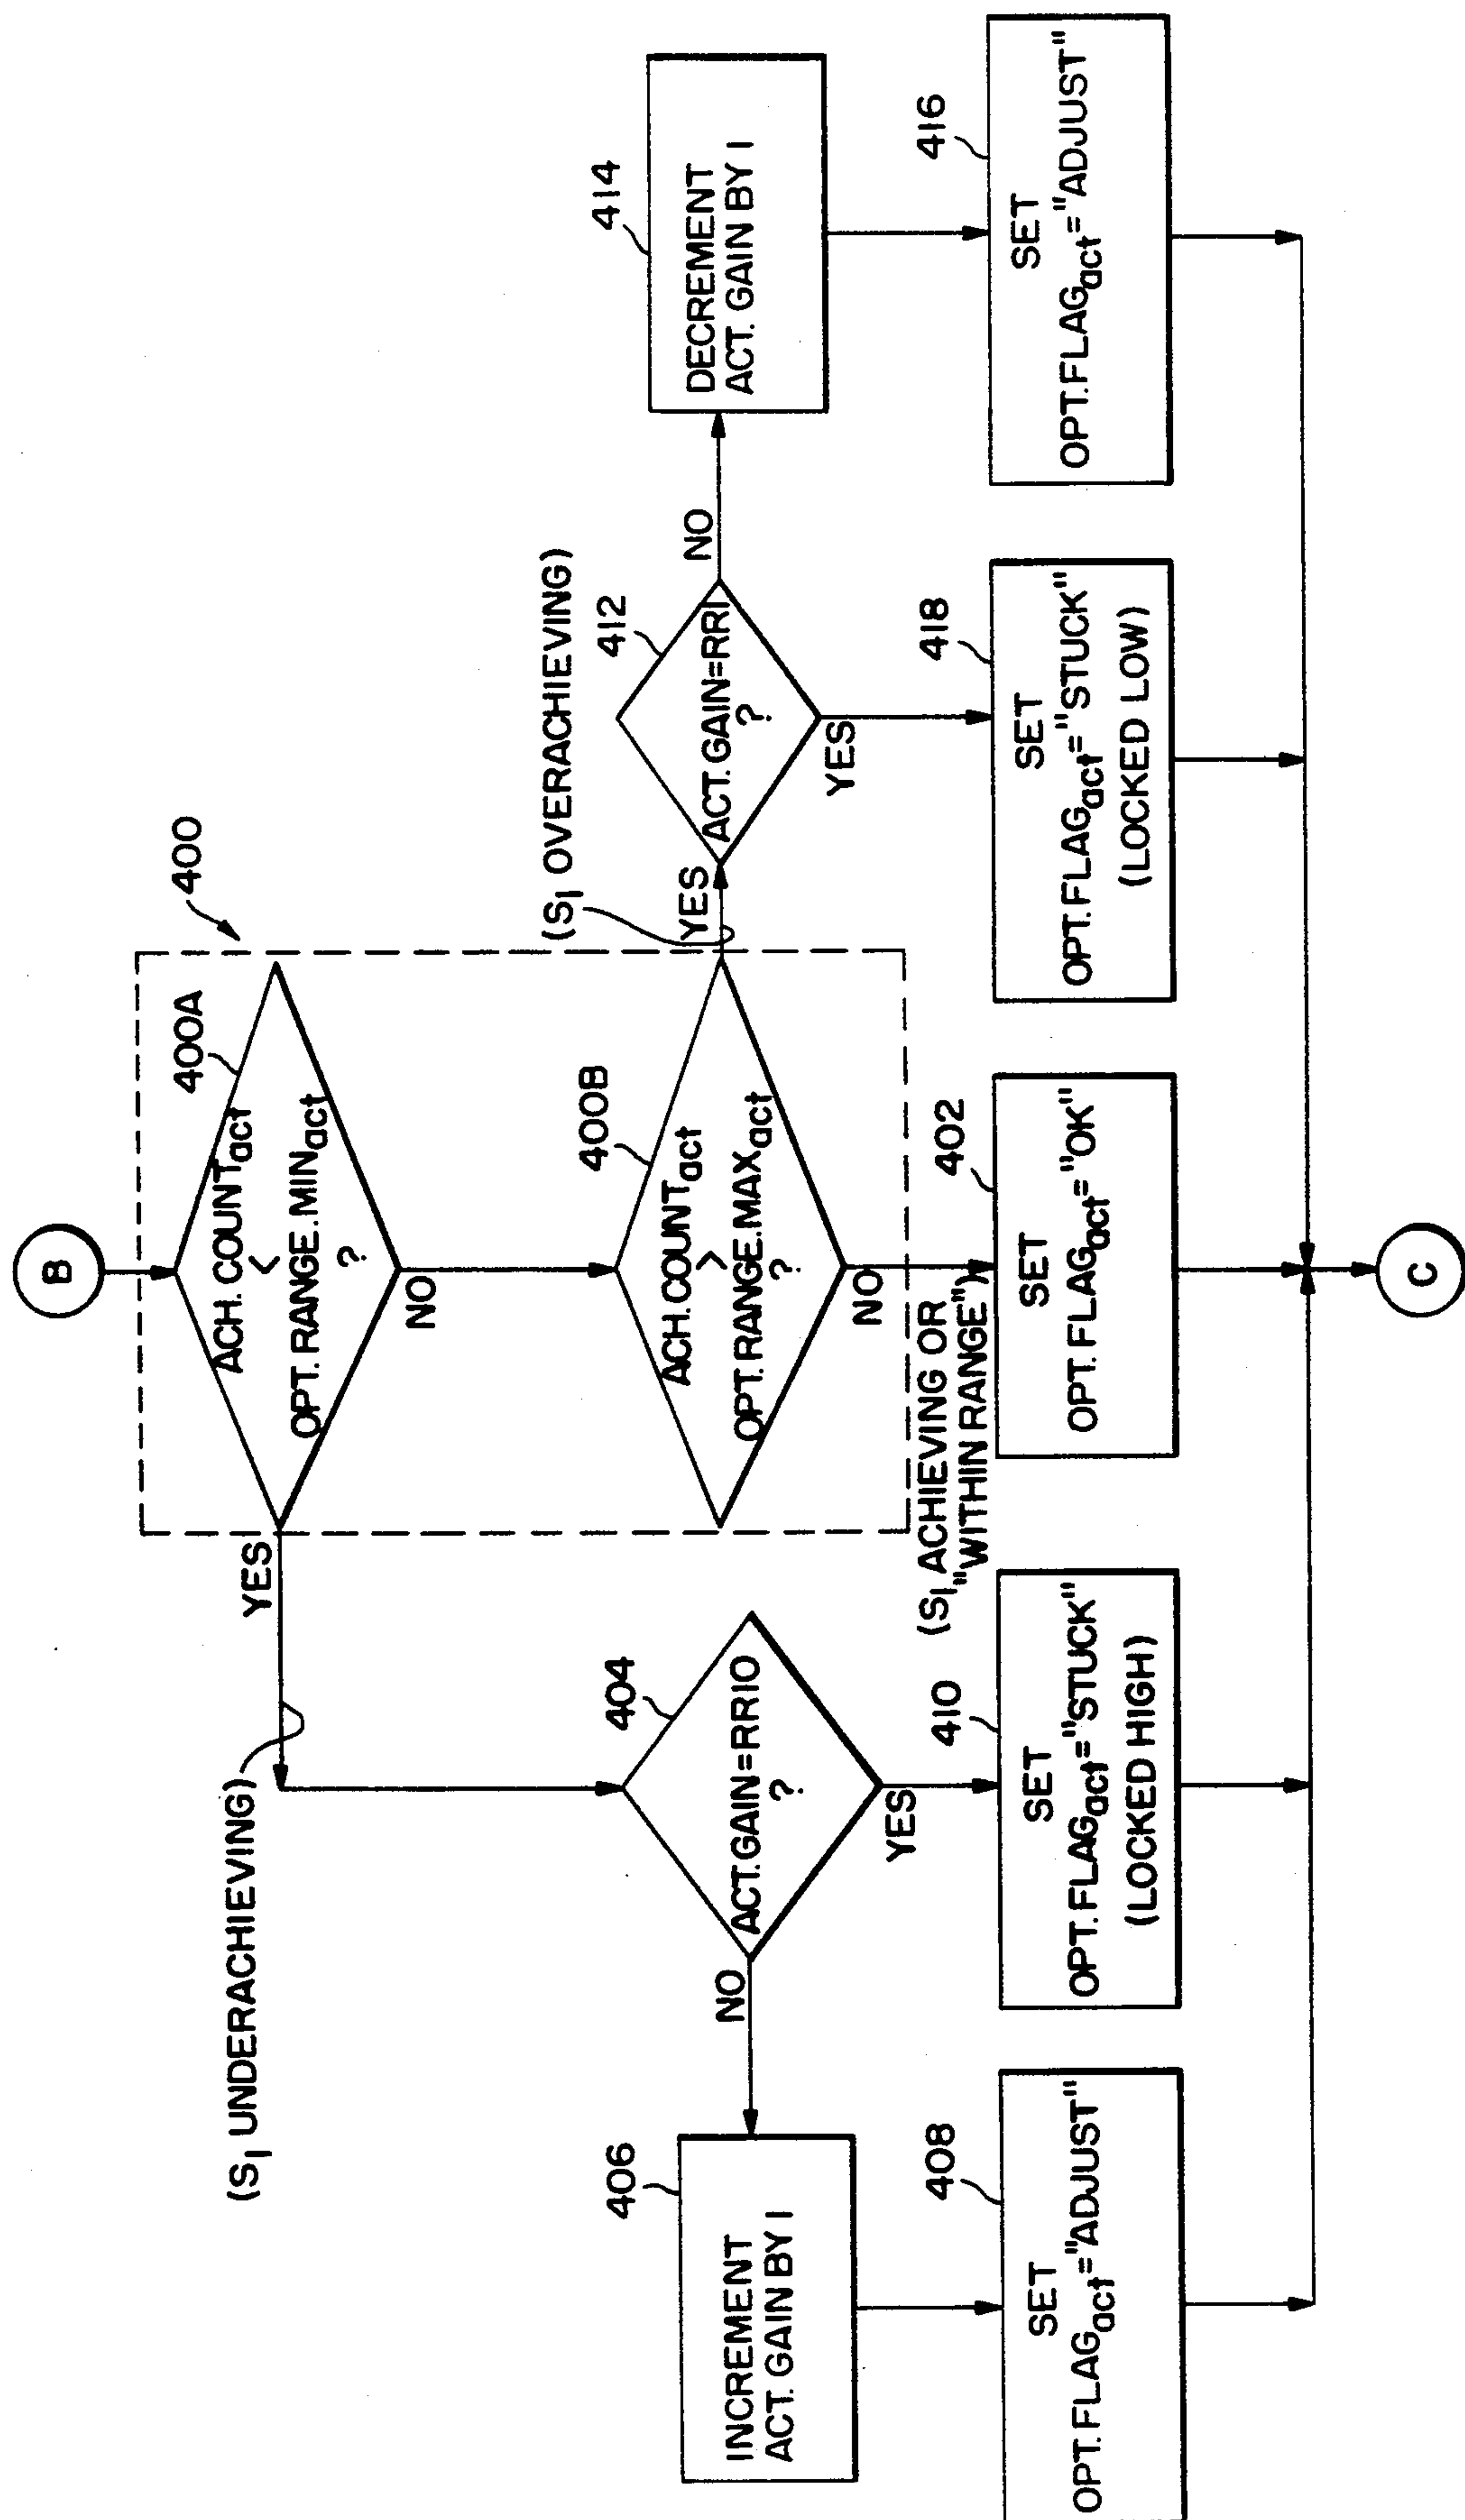 B
400
400A
ACH. COUNTact
<
OPT. RANGE. MINact
?
YES
NO
(S1 UNDERACHIEVING)
400B
ACH. COUNTact
>
OPT. RANGE. MAXact
?
YES
NO
(S1 OVERACHIEVING)
(S1 ACHIEVING OR
"WITHIN RANGE")
404
ACT. GAIN=RR10
?
NO
YES
412
ACT. GAIN=RR1
?
NO
YES
406
INCREMENT
ACT. GAIN BY 1
414
DECREMENT
ACT. GAIN BY 1
408
SET
OPT. FLAGact="ADJUST"
410
SET
OPT. FLAGact="STUCK"
(LOCKED HIGH)
402
SET
OPT. FLAGact="OK"
418
SET
OPT. FLAGact="STUCK"
(LOCKED LOW)
416
SET
OPT. FLAGact="ADJUST"
C